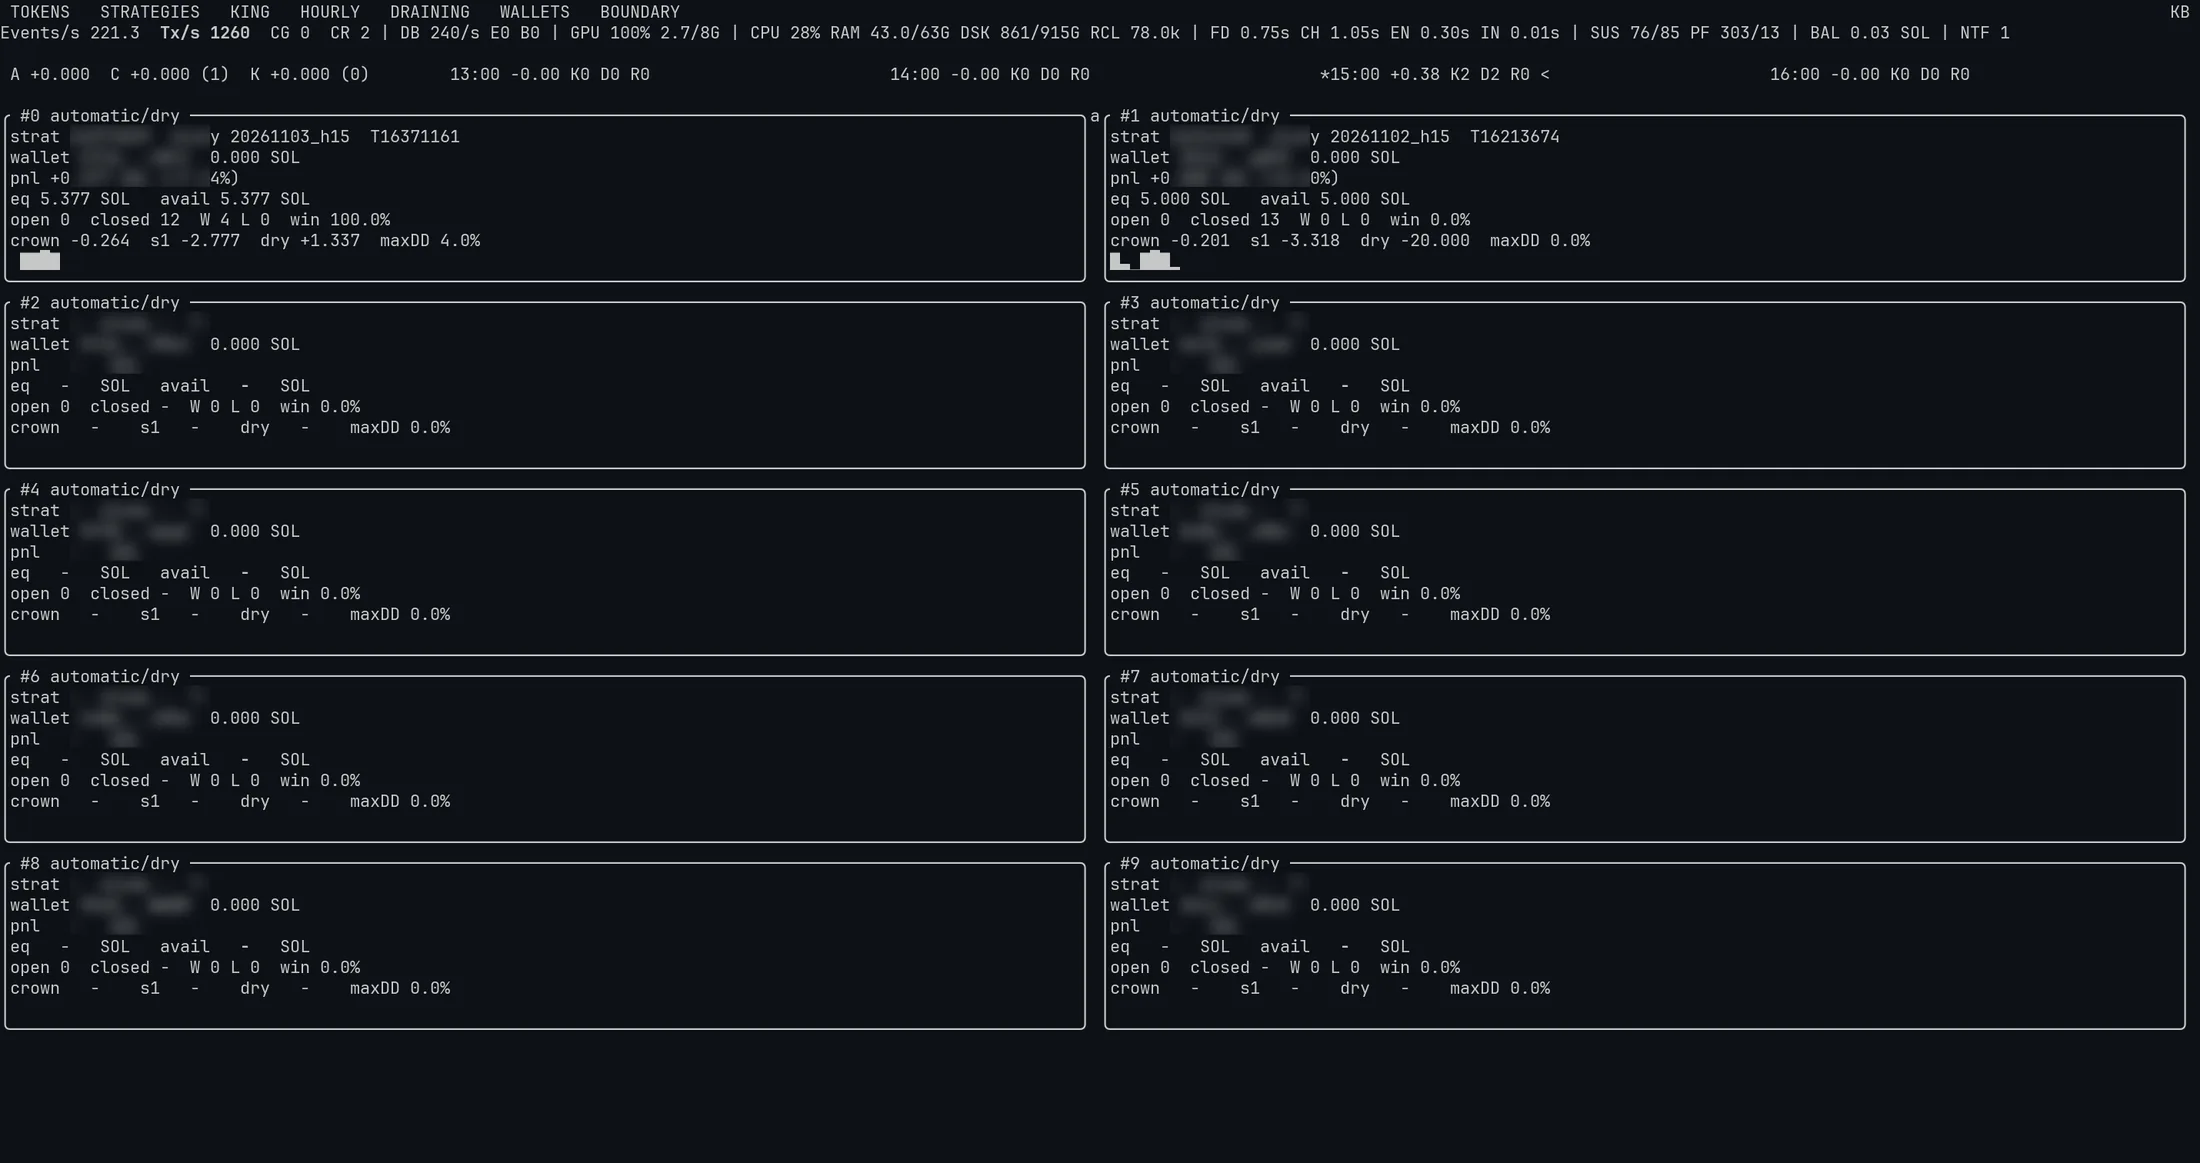 TOKENS STRATEGIES KING HOURLY DRAINING WALLETS BOUNDARY KB
Events/s 221.3 Tx/s 1260 CG 0 CR 2 | DB 240/s E0 B0 | GPU 100% 2.7/8G | CPU 28% RAM 43.0/63G DSK 861/915G RCL 78.0k | FD 0.75s CH 1.05s EN 0.30s IN 0.01s | SUS 76/85 PF 303/13 | BAL 0.03 SOL | NTF 1
A +0.000 C +0.000 (1) K +0.000 (0) 13:00 -0.00 K0 D0 R0 14:00 -0.00 K0 D0 R0 *15:00 +0.38 K2 D2 R0 < 16:00 -0.00 K0 D0 R0
#0 automatic/dry
strat y 20261103_h15 T16371161
wallet 0.000 SOL
pnl +0 4%)
eq 5.377 SOL avail 5.377 SOL
open 0 closed 12 W 4 L 0 win 100.0%
crown -0.264 s1 -2.777 dry +1.337 maxDD 4.0%
a
#1 automatic/dry
strat y 20261102_h15 T16213674
wallet 0.000 SOL
pnl +0 0%)
eq 5.000 SOL avail 5.000 SOL
open 0 closed 13 W 0 L 0 win 0.0%
crown -0.201 s1 -3.318 dry -20.000 maxDD 0.0%
#2 automatic/dry
strat
wallet 0.000 SOL
pnl
eq - SOL avail - SOL
open 0 closed - W 0 L 0 win 0.0%
crown - s1 - dry - maxDD 0.0%
#3 automatic/dry
strat
wallet 0.000 SOL
pnl
eq - SOL avail - SOL
open 0 closed - W 0 L 0 win 0.0%
crown - s1 - dry - maxDD 0.0%
#4 automatic/dry
strat
wallet 0.000 SOL
pnl
eq - SOL avail - SOL
open 0 closed - W 0 L 0 win 0.0%
crown - s1 - dry - maxDD 0.0%
#5 automatic/dry
strat
wallet 0.000 SOL
pnl
eq - SOL avail - SOL
open 0 closed - W 0 L 0 win 0.0%
crown - s1 - dry - maxDD 0.0%
#6 automatic/dry
strat
wallet 0.000 SOL
pnl
eq - SOL avail - SOL
open 0 closed - W 0 L 0 win 0.0%
crown - s1 - dry - maxDD 0.0%
#7 automatic/dry
strat
wallet 0.000 SOL
pnl
eq - SOL avail - SOL
open 0 closed - W 0 L 0 win 0.0%
crown - s1 - dry - maxDD 0.0%
#8 automatic/dry
strat
wallet 0.000 SOL
pnl
eq - SOL avail - SOL
open 0 closed - W 0 L 0 win 0.0%
crown - s1 - dry - maxDD 0.0%
#9 automatic/dry
strat
wallet 0.000 SOL
pnl
eq - SOL avail - SOL
open 0 closed - W 0 L 0 win 0.0%
crown - s1 - dry - maxDD 0.0%